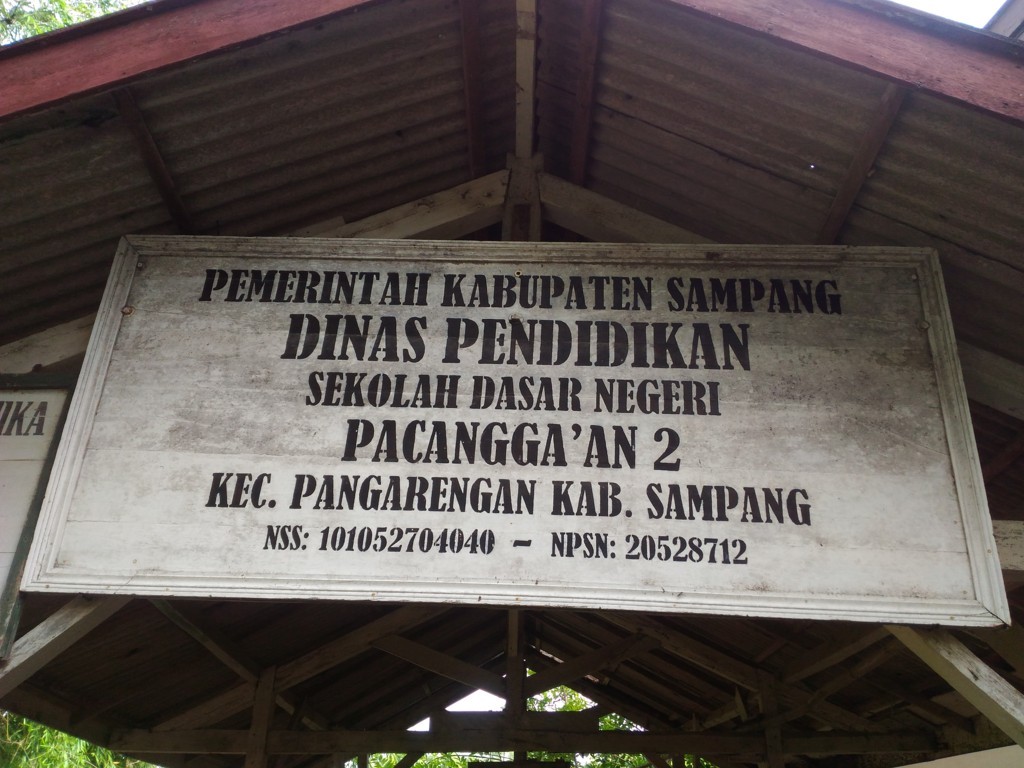 PEMERINTAH KABUPATEN SAMPANG
DINAS PENDIDIKAN
SEKOLAH DASAR NEGERI
PACANGGA'AN 2
KEC. PANGARENGAN KAB. SAMPANG
NSS: 101052704040 – NPSN: 20528712